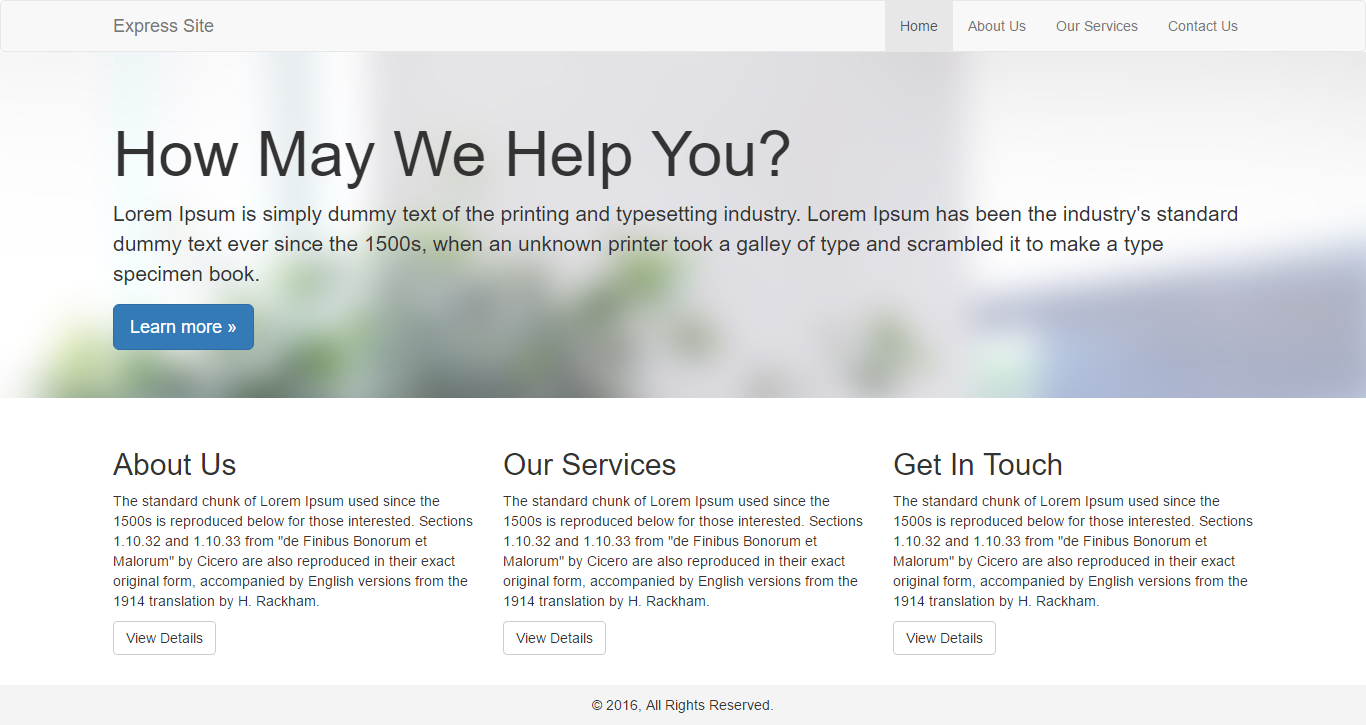 Express Site
Home
About Us
Our Services
Contact Us
How May We Help You?
Lorem Ipsum is simply dummy text of the printing and typesetting industry. Lorem Ipsum has been the industry's standard
dummy text ever since the 1500s, when an unknown printer took a galley of type and scrambled it to make a type
specimen book.
Learn more »
About Us
The standard chunk of Lorem Ipsum used since the
1500s is reproduced below for those interested. Sections
1.10.32 and 1.10.33 from "de Finibus Bonorum et
Malorum" by Cicero are also reproduced in their exact
original form, accompanied by English versions from the
1914 translation by H. Rackham.
View Details
Our Services
The standard chunk of Lorem Ipsum used since the
1500s is reproduced below for those interested. Sections
1.10.32 and 1.10.33 from "de Finibus Bonorum et
Malorum" by Cicero are also reproduced in their exact
original form, accompanied by English versions from the
1914 translation by H. Rackham.
View Details
Get In Touch
The standard chunk of Lorem Ipsum used since the
1500s is reproduced below for those interested. Sections
1.10.32 and 1.10.33 from "de Finibus Bonorum et
Malorum" by Cicero are also reproduced in their exact
original form, accompanied by English versions from the
1914 translation by H. Rackham.
View Details
© 2016, All Rights Reserved.